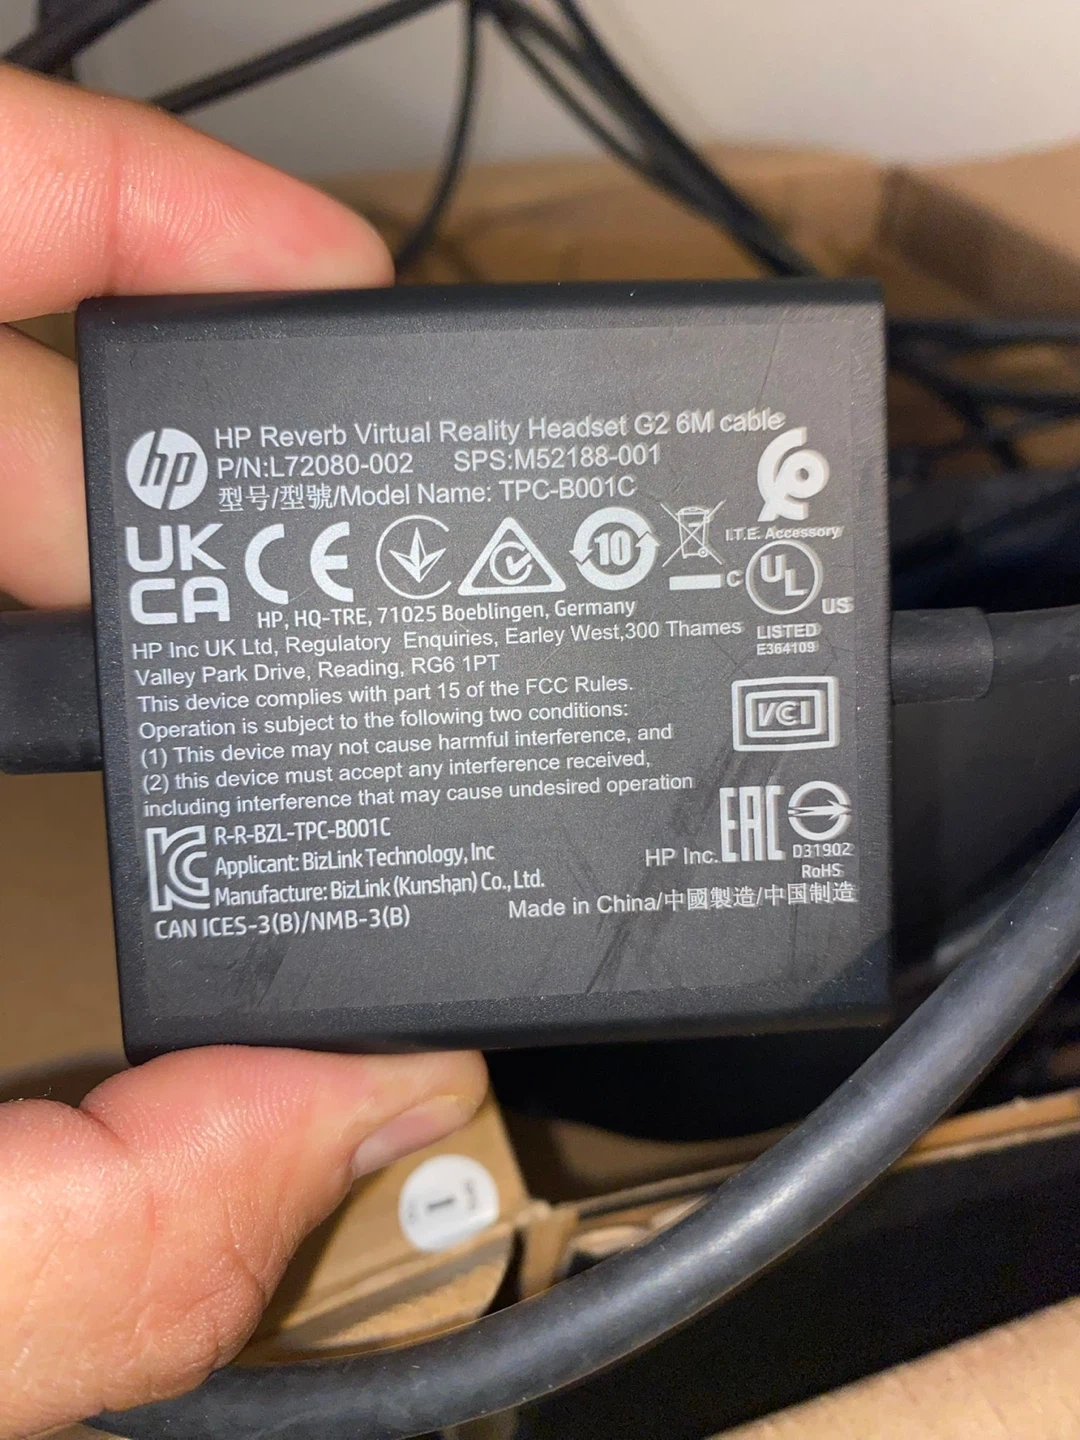 hp
HP Reverb Virtual Reality Headset G2 6M cable
P/N:L72080-002 SPS:M52188-001
型号/型號/Model Name: TPC-B001C
UK
CA
CE
10
I.T.E. Accessory
C UL US
LISTED
E364109
HP, HQ-TRE, 71025 Boeblingen, Germany
HP Inc UK Ltd, Regulatory Enquiries, Earley West,300 Thames
Valley Park Drive, Reading, RG6 1PT
This device complies with part 15 of the FCC Rules.
Operation is subject to the following two conditions:
(1) This device may not cause harmful interference, and
(2) this device must accept any interference received,
including interference that may cause undesired operation
VCI
R-R-BZL-TPC-B001C
Applicant: BizLink Technology, Inc
Manufacture: BizLink (Kunshan) Co., Ltd.
CAN ICES-3(B)/NMB-3(B)
HP Inc.
EAC
D31902
RoHS
Made in China/中國製造/中国制造